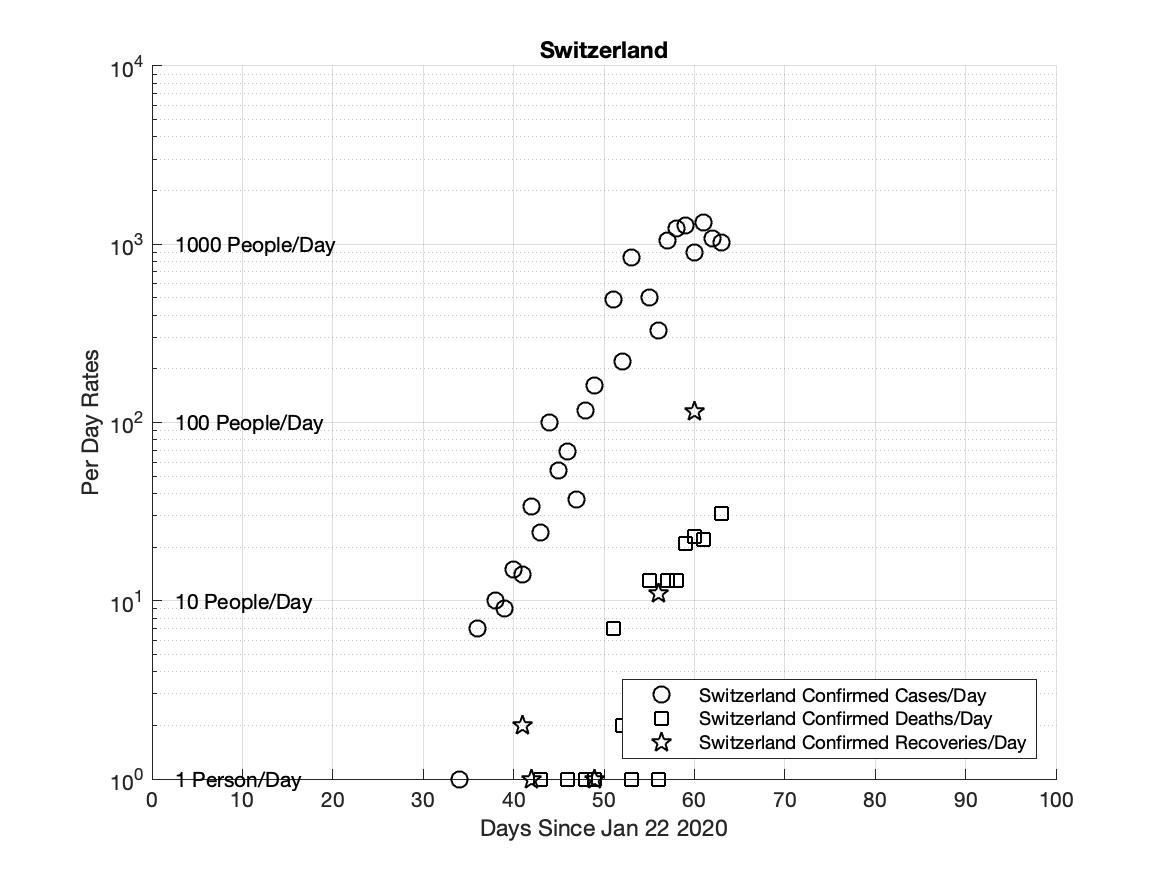 Switzerland
10^4
10^3
1000 People/Day
10^2
100 People/Day
Per Day Rates
10^1
10 People/Day
Switzerland Confirmed Cases/Day
Switzerland Confirmed Deaths/Day
Switzerland Confirmed Recoveries/Day
10^0
1 Person/Day
0 10 20 30 40 50 60 70 80 90 100
Days Since Jan 22 2020